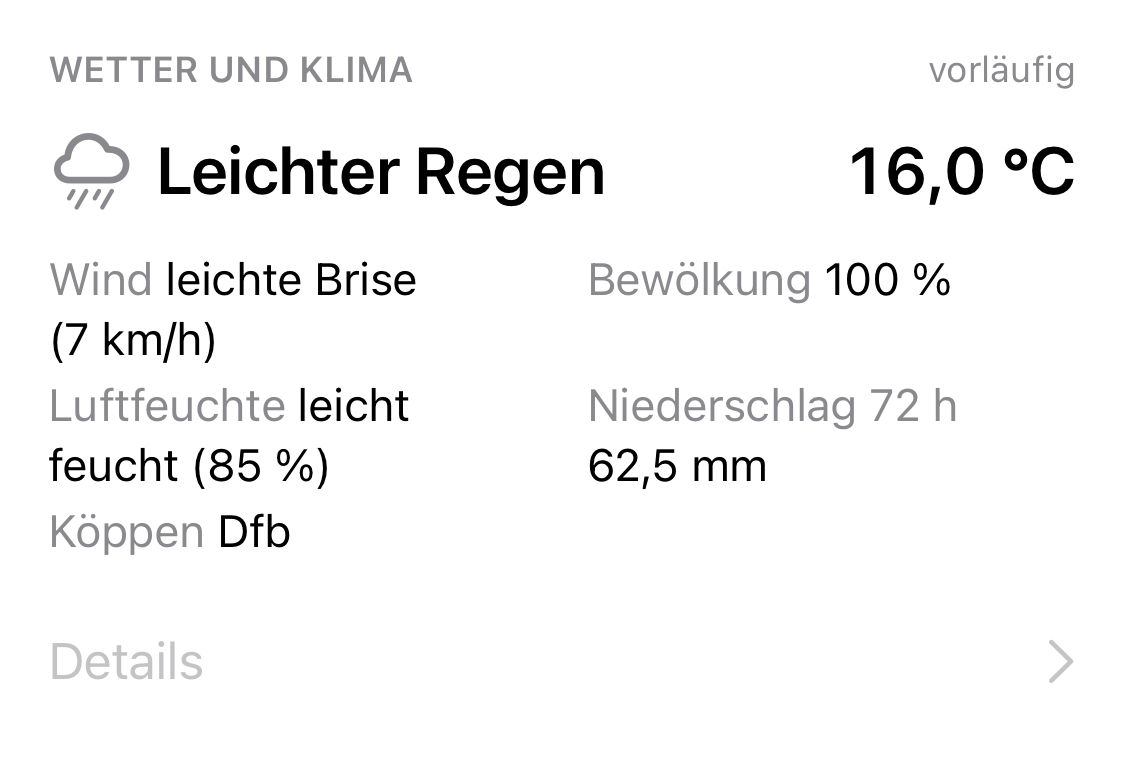 WETTER UND KLIMA vorläufig
Leichter Regen 16,0 °C
Wind leichte Brise Bewölkung 100 %
(7 km/h)
Luftfeuchte leicht Niederschlag 72 h
feucht (85 %) 62,5 mm
Köppen Dfb
Details